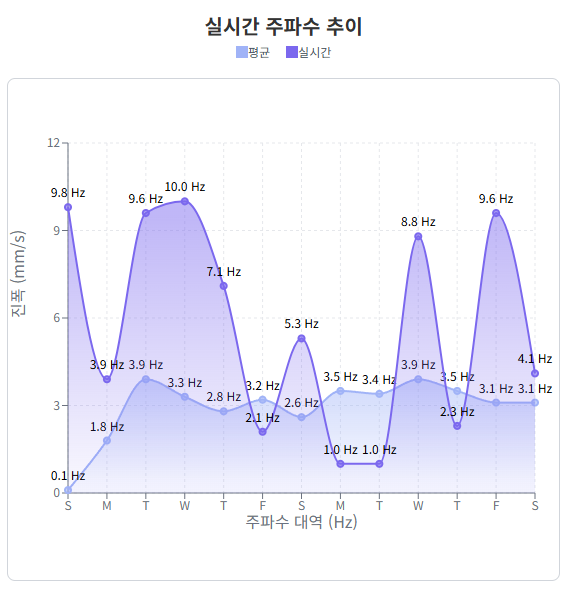 실시간 주파수 추이
평균 실시간
12
9
6
3
0
진폭 (mm/s)
9.8 Hz
3.9 Hz
9.6 Hz
10.0 Hz
7.1 Hz
2.1 Hz
5.3 Hz
1.0 Hz
1.0 Hz
8.8 Hz
2.3 Hz
9.6 Hz
4.1 Hz
0.1 Hz
1.8 Hz
3.9 Hz
3.3 Hz
2.8 Hz
3.2 Hz
2.6 Hz
3.5 Hz
3.4 Hz
3.9 Hz
3.5 Hz
3.1 Hz
3.1 Hz
S M T W T F S M T W T F S
주파수 대역 (Hz)